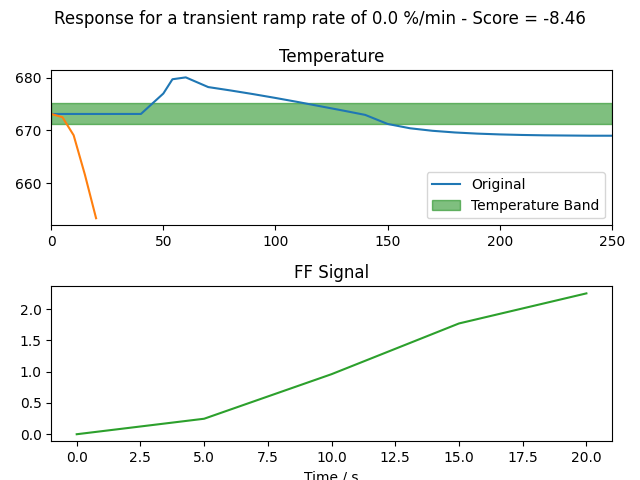 Response for a transient ramp rate of 0.0 %/min - Score = -8.46
Temperature
680
670
660
Original
Temperature Band
0 50 100 150 200 250
FF Signal
2.0
1.5
1.0
0.5
0.0
0.0 2.5 5.0 7.5 10.0 12.5 15.0 17.5 20.0
Time / s